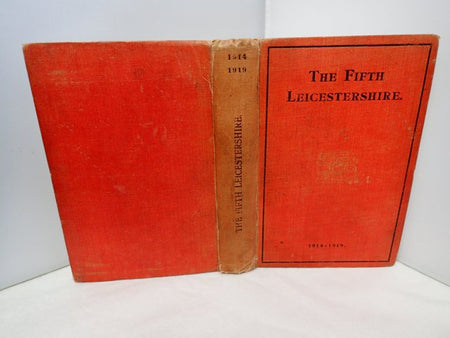 1914
1919.
THE FIFTH LEICESTERSHIRE.
THE FIFTH
LEICESTERSHIRE.
1914-1919.